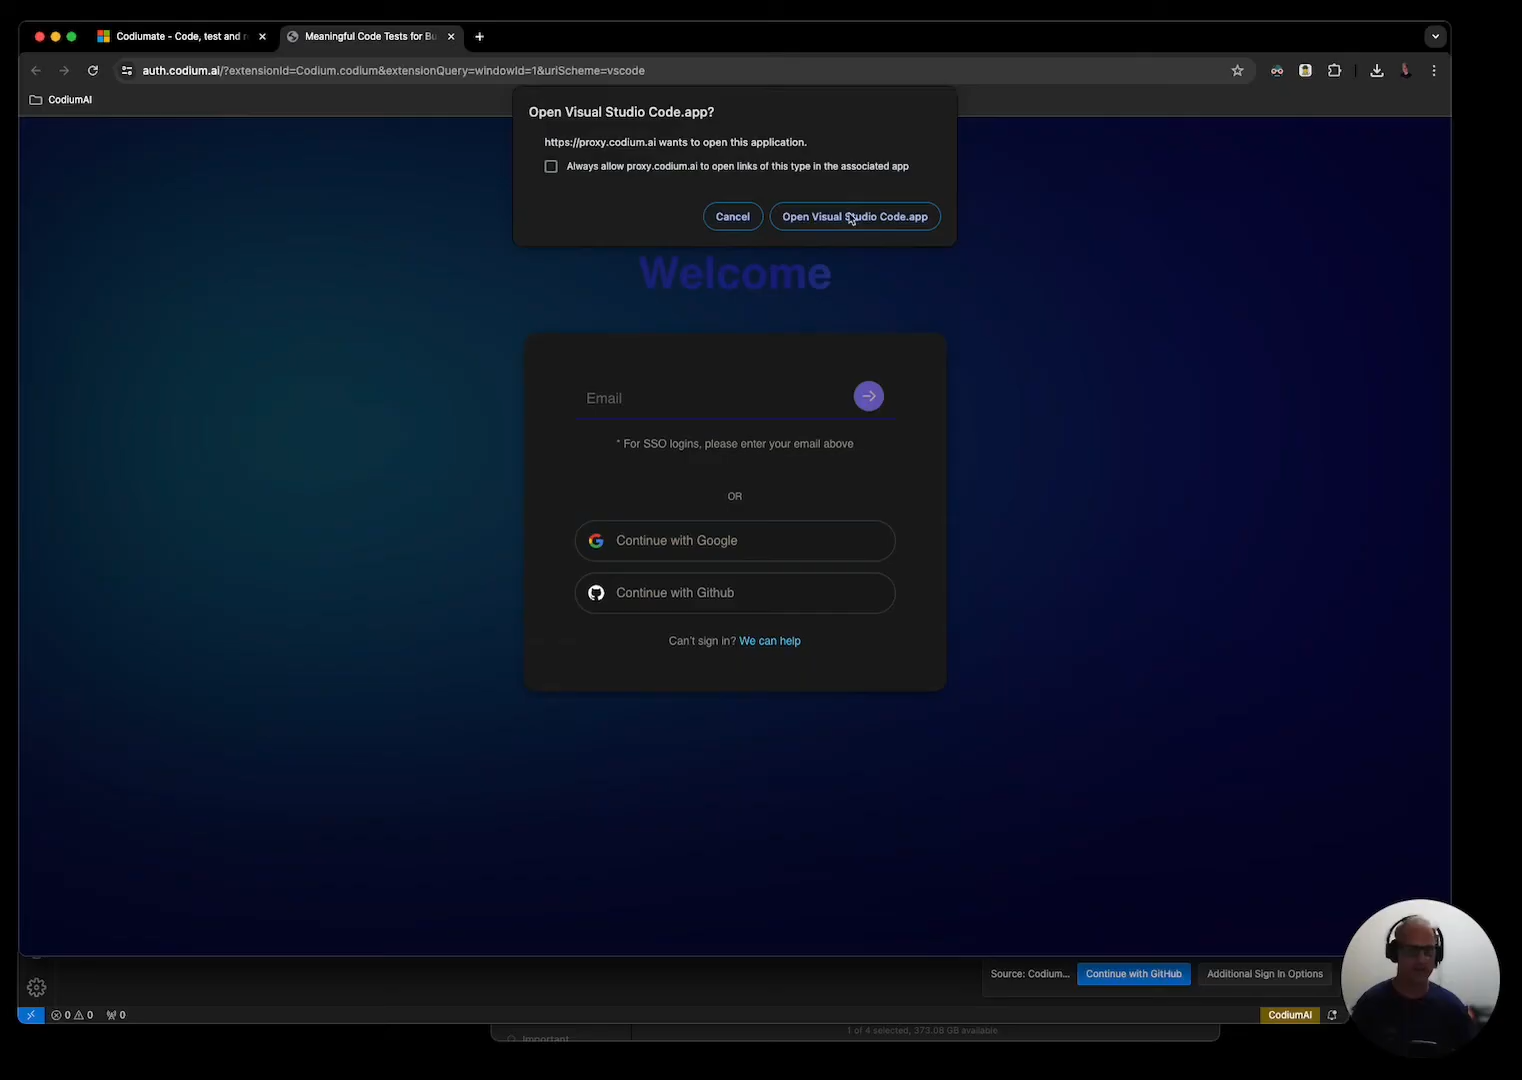 Codiumate - Code, test and r
Meaningful Code Tests for Bu
auth.codium.ai/?extensionId=Codium.codium&extensionQuery=windowId=1&uriScheme=vscode
CodiumAI
Open Visual Studio Code.app?
https://proxy.codium.ai wants to open this application.
Always allow proxy.codium.ai to open links of this type in the associated app
Cancel
Open Visual Studio Code.app
Welcome
Email
* For SSO logins, please enter your email above
OR
Continue with Google
Continue with Github
Can't sign in? We can help
Source: Codium...
Continue with GitHub
Additional Sign In Options
0 0 0
CodiumAI
1 of 4 selected, 373.08 GB available
Important